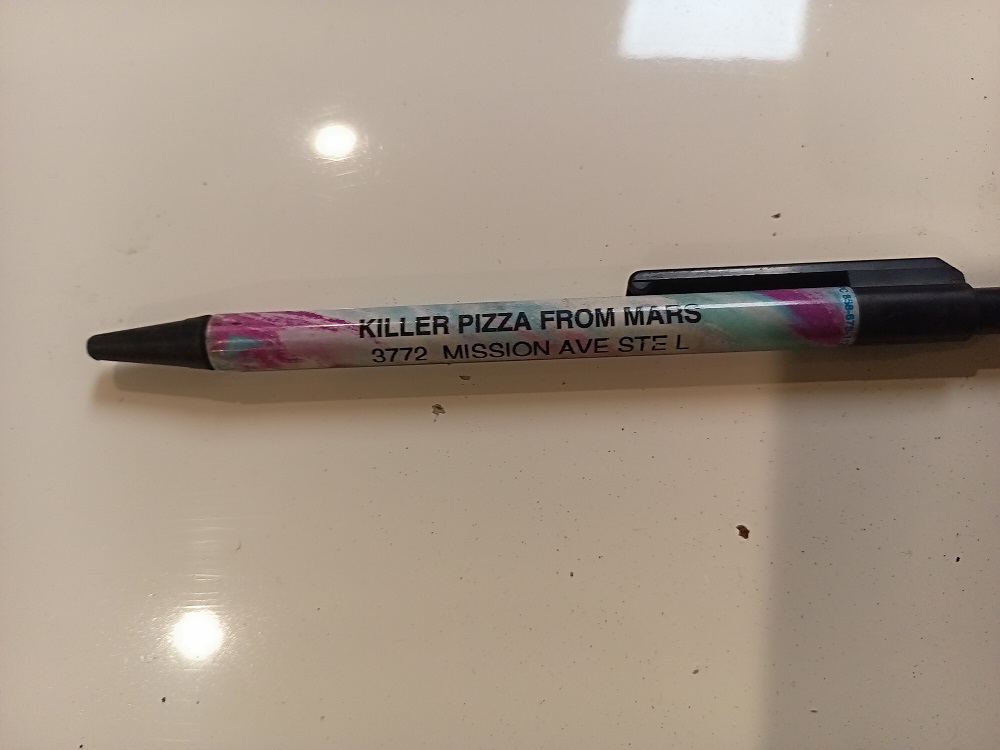 KILLER PIZZA FROM MARS
3772 MISSION AVE STE L